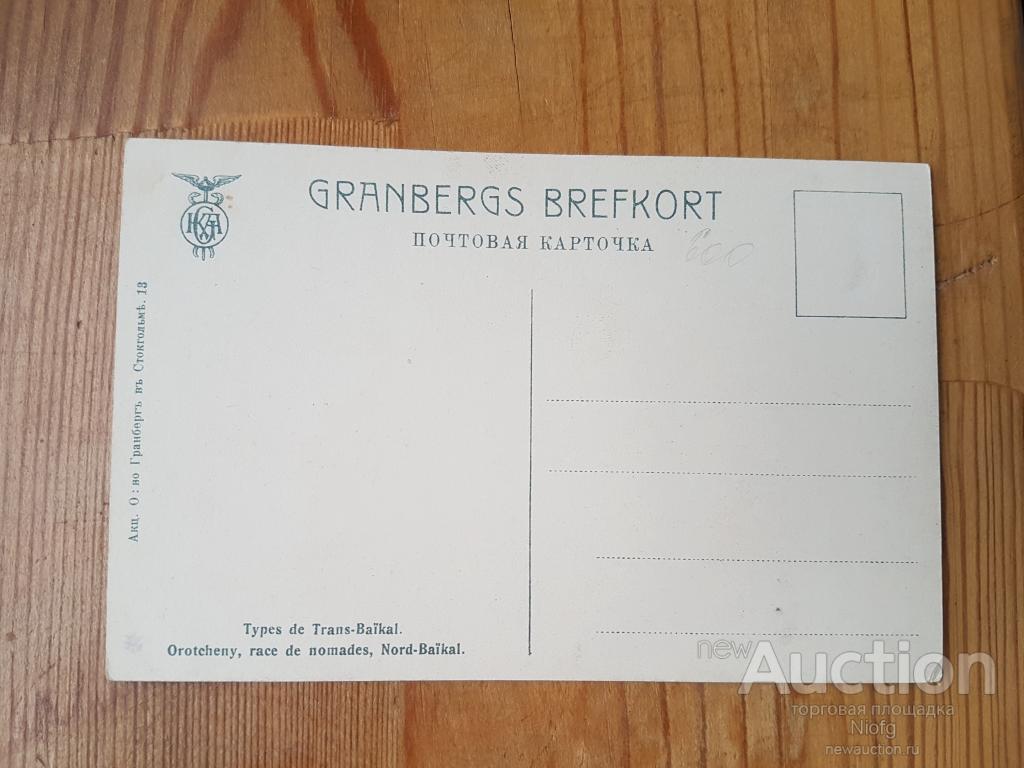 GRANBERGS BREFKORT
ПОЧТОВАЯ КАРТОЧКА
600
Акц. О:во Гранбергъ въ Стокгольмѣ. 13
Types de Trans-Baïkal.
Orotcheny, race de nomades, Nord-Baïkal.
newAuction
торговая площадка
Niofg
newauction.ru